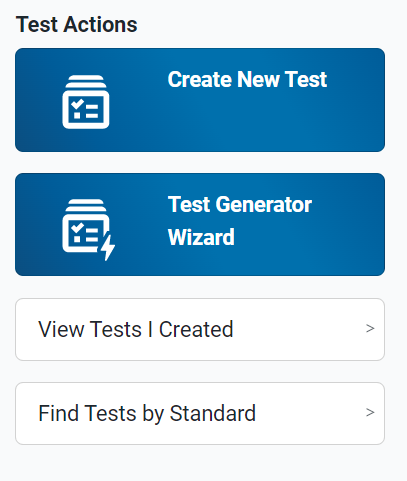 Test Actions
Create New Test
Test Generator
Wizard
View Tests I Created >
Find Tests by Standard >